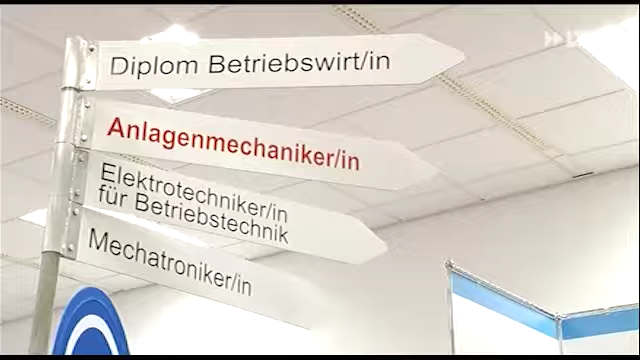 Diplom Betriebswirt/in
Anlagenmechaniker/in
Elektrotechniker/in
für Betriebstechnik
Mechatroniker/in